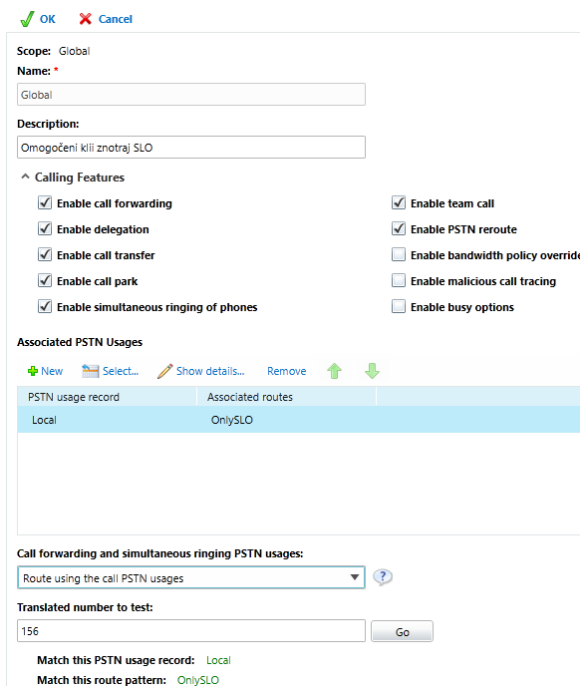 OK Cancel
Scope: Global
Name: *
Global
Description:
Omogočeni klii znotraj SLO
Calling Features
Enable call forwarding Enable team call
Enable delegation Enable PSTN reroute
Enable call transfer Enable bandwidth policy override
Enable call park Enable malicious call tracing
Enable simultaneous ringing of phones Enable busy options
Associated PSTN Usages
New Select... Show details... Remove
PSTN usage record Associated routes
Local OnlySLO
Call forwarding and simultaneous ringing PSTN usages:
Route using the call PSTN usages ?
Translated number to test:
156 Go
Match this PSTN usage record: Local
Match this route pattern: OnlySLO